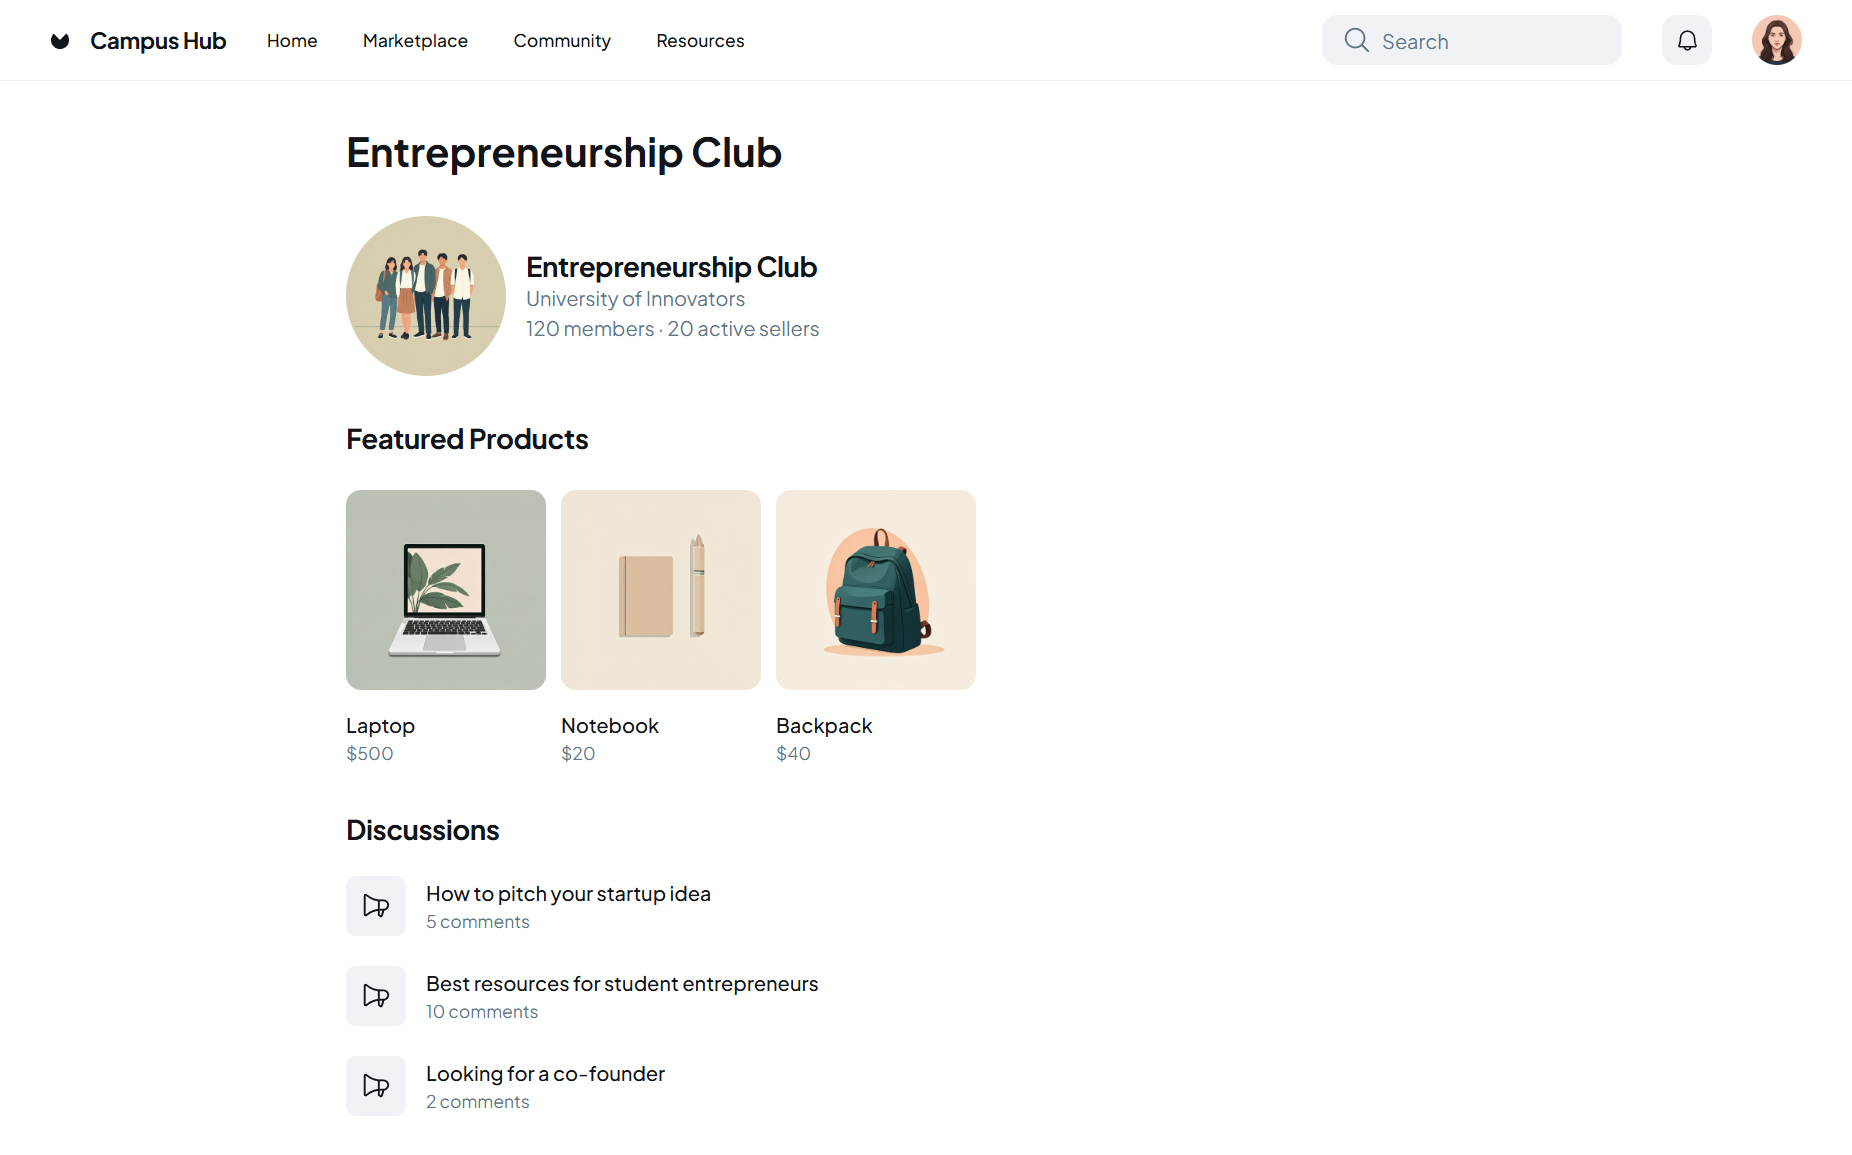 Campus Hub Home Marketplace Community Resources Search
Entrepreneurship Club
Entrepreneurship Club
University of Innovators
120 members · 20 active sellers
Featured Products
Laptop Notebook Backpack
$500 $20 $40
Discussions
How to pitch your startup idea
5 comments
Best resources for student entrepreneurs
10 comments
Looking for a co-founder
2 comments